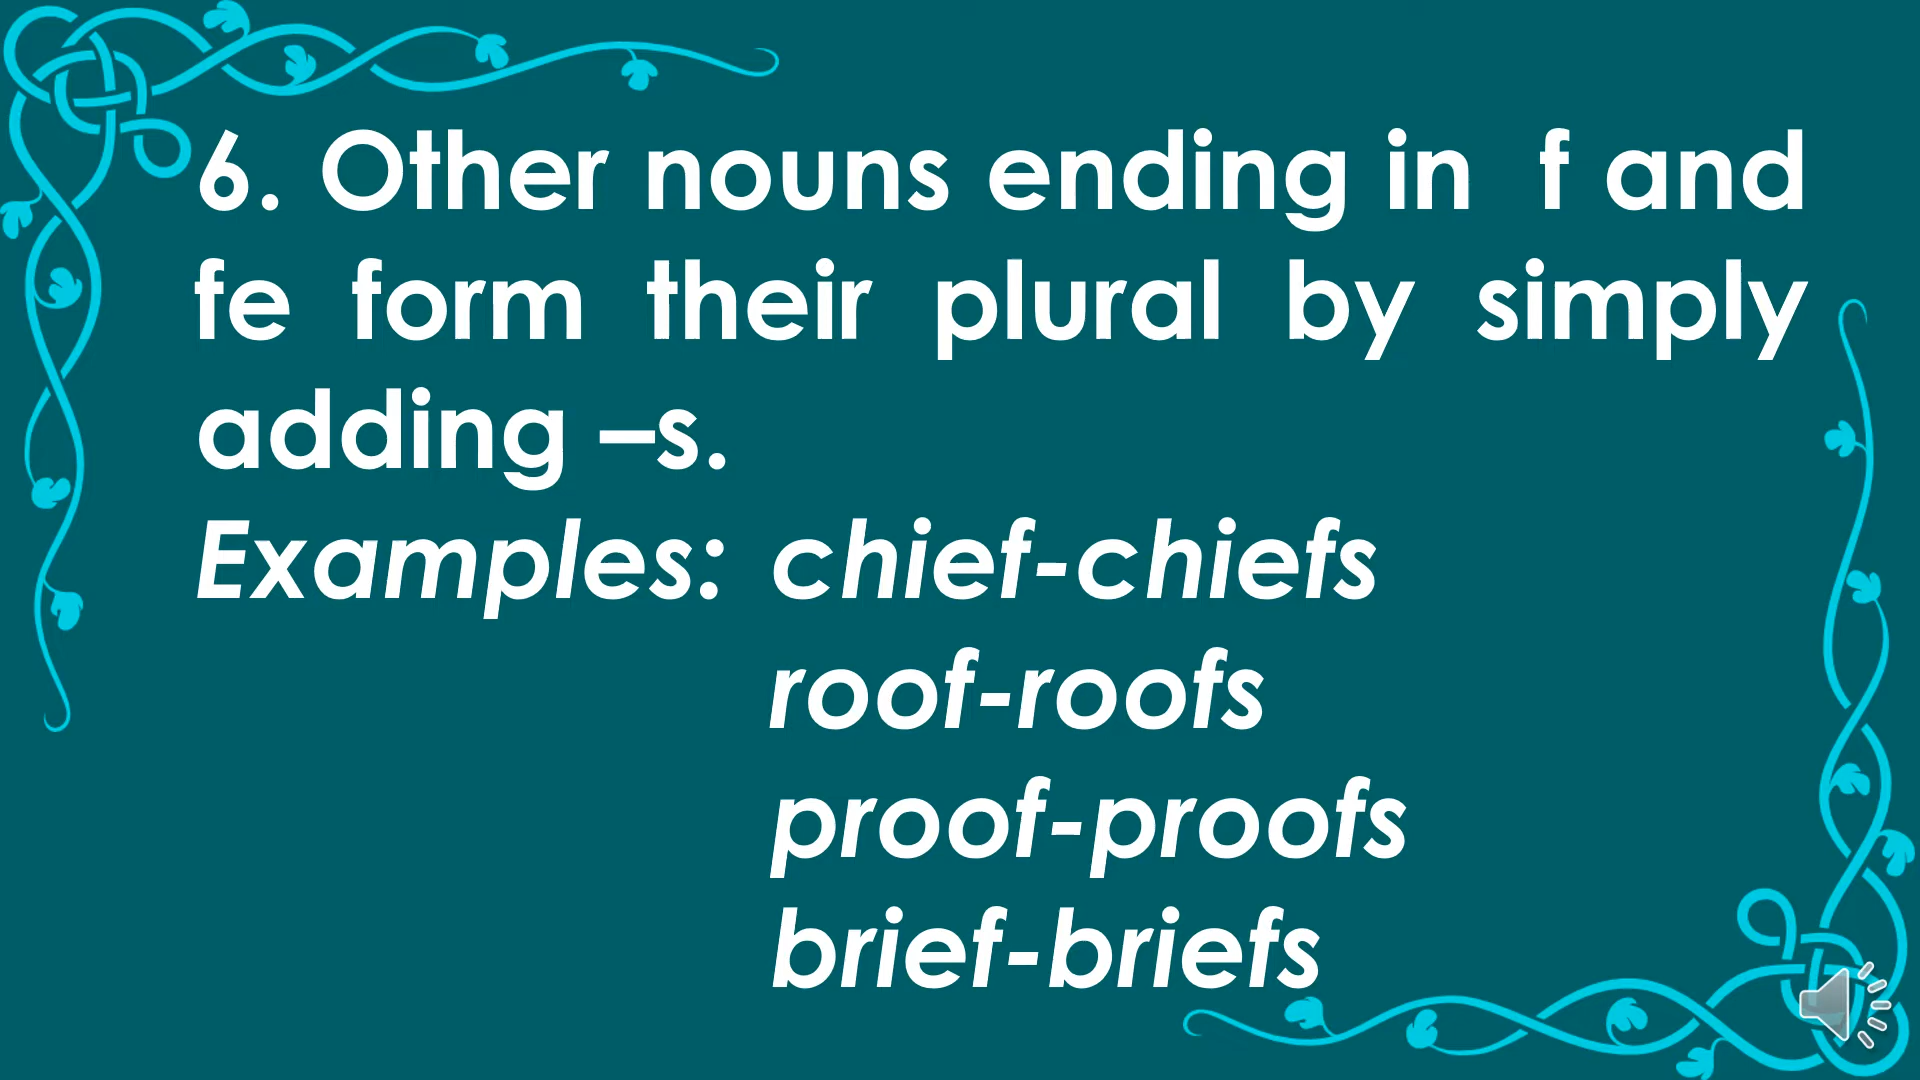 6. Other nouns ending in f and
fe form their plural by simply
adding –s.
Examples: chief-chiefs
roof-roofs
proof-proofs
brief-briefs